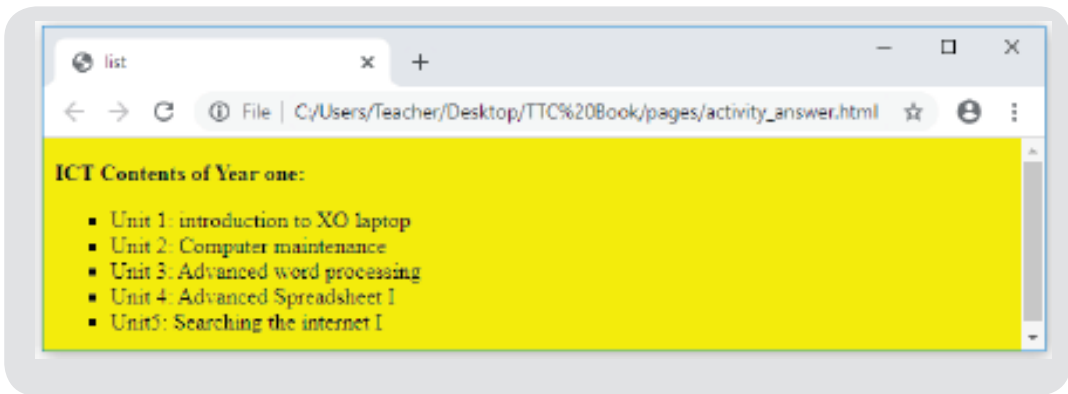 list
File | C:/Users/Teacher/Desktop/TTC%20Book/pages/activity_answer.html
ICT Contents of Year one:
Unit 1: introduction to XO laptop
Unit 2: Computer maintenance
Unit 3: Advanced word processing
Unit 4: Advanced Spreadsheet I
Unit5: Searching the internet I